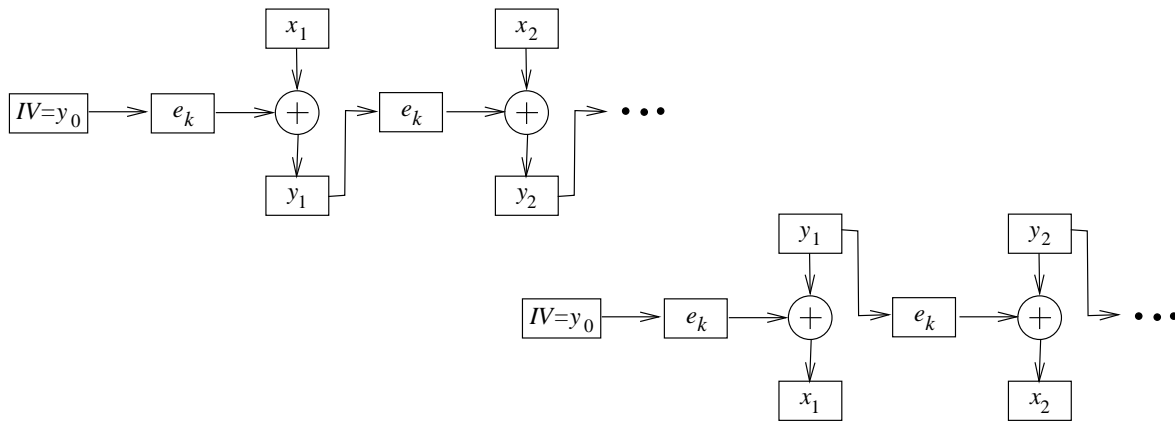 x1 x2
IV=y0 ek + ek + •••
y1 y2
y1 y2
IV=y0 ek + ek + •••
x1 x2